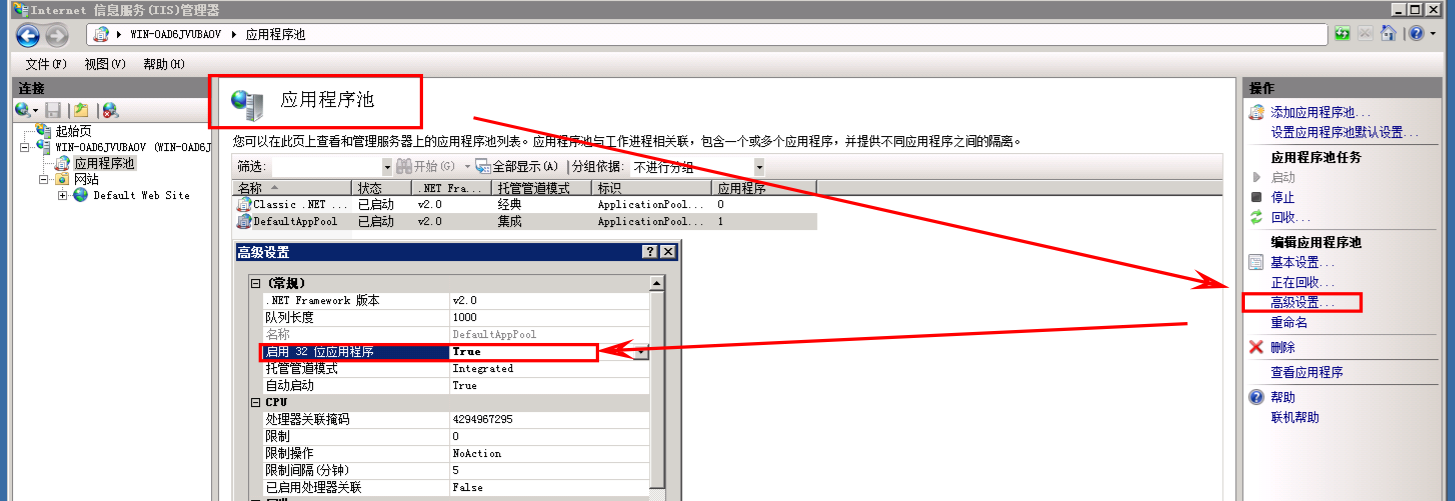 Internet 信息服务(IIS)管理器
WIN-OAD6JVUBAOV 应用程序池
文件(F) 视图(V) 帮助(H)
连接
起始页
WIN-OAD6JVUBAOV (WIN-OAD6J
应用程序池
网站
Default Web Site
应用程序池
您可以在此页上查看和管理服务器上的应用程序池列表。应用程序池与工作进程相关联，包含一个或多个应用程序，并提供不同应用程序之间的隔离。
筛选: 开始(G) 全部显示(A) 分组依据: 不进行分组
名称 状态 .NET Fra... 托管管道模式 标识 应用程序
Classic .NET ... 已启动 v2.0 经典 ApplicationPool... 0
DefaultAppPool 已启动 v2.0 集成 ApplicationPool... 1
高级设置
(常规)
.NET Framework 版本 v2.0
队列长度 1000
名称 DefaultAppPool
启用 32 位应用程序 True
托管管道模式 Integrated
自动启动 True
CPU
处理器关联掩码 4294967295
限制 0
限制操作 NoAction
限制间隔(分钟) 5
已启用处理器关联 False
操作
添加应用程序池...
设置应用程序池默认设置...
应用程序池任务
启动
停止
回收...
编辑应用程序池
基本设置...
正在回收...
高级设置...
重命名
删除
查看应用程序
帮助
联机帮助